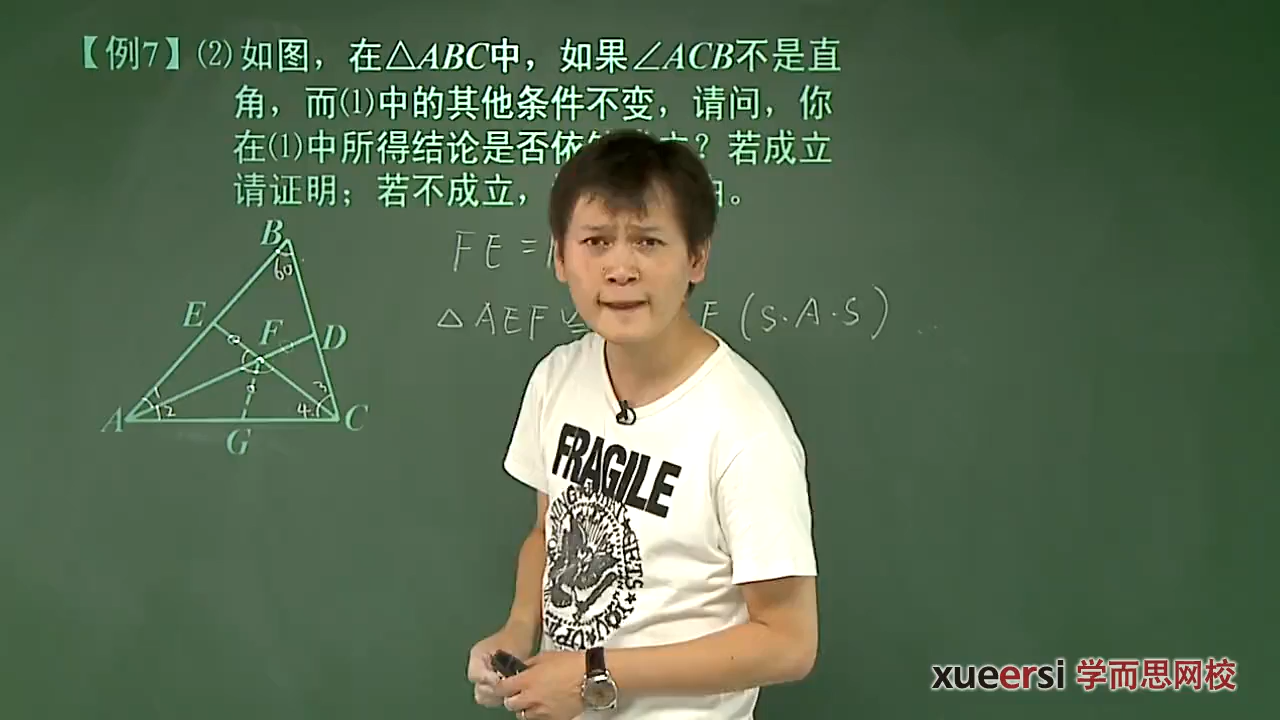 【例7】(2)如图，在△ABC中，如果∠ACB不是直
角，而(1)中的其他条件不变，请问，你
在(1)中所得结论是否依 ？若成立
请证明；若不成立， 。
B
60
FE =
E
F
D
△AEF ≌ F (S.A.S) ...
1
2
3
4
A
C
G
FRAGILE
xueersi 学而思网校